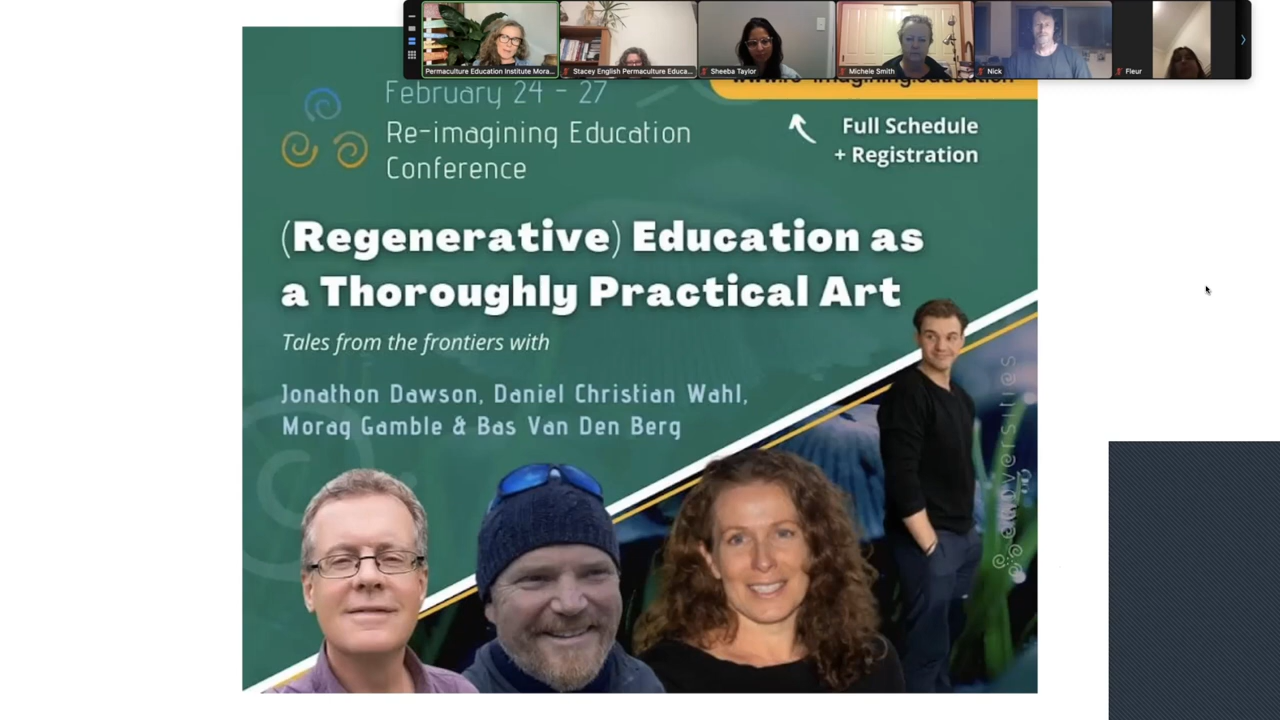 Permaculture Education Institute Mora...
Stacey English Permaculture Educa...
Sheeba Taylor
Michele Smith
Nick
Fleur
February 24 - 27
Re-imagining Education
Conference
Full Schedule
+ Registration
(Regenerative) Education as
a Thoroughly Practical Art
Tales from the frontiers with
Jonathon Dawson, Daniel Christian Wahl,
Morag Gamble & Bas Van Den Berg